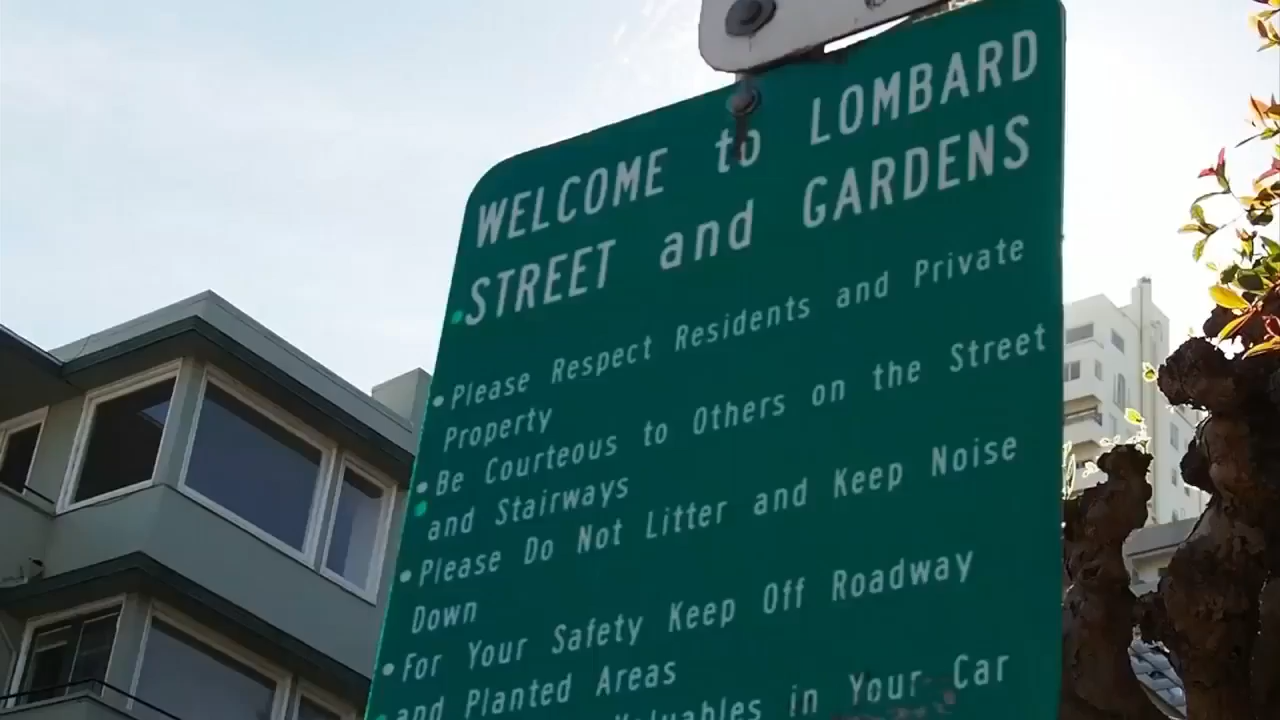 WELCOME to LOMBARD
STREET and GARDENS
• Please Respect Residents and Private
Property
• Be Courteous to Others on the Street
and Stairways
• Please Do Not Litter and Keep Noise
Down
• For Your Safety Keep Off Roadway
and Planted Areas
Valuables in Your Car